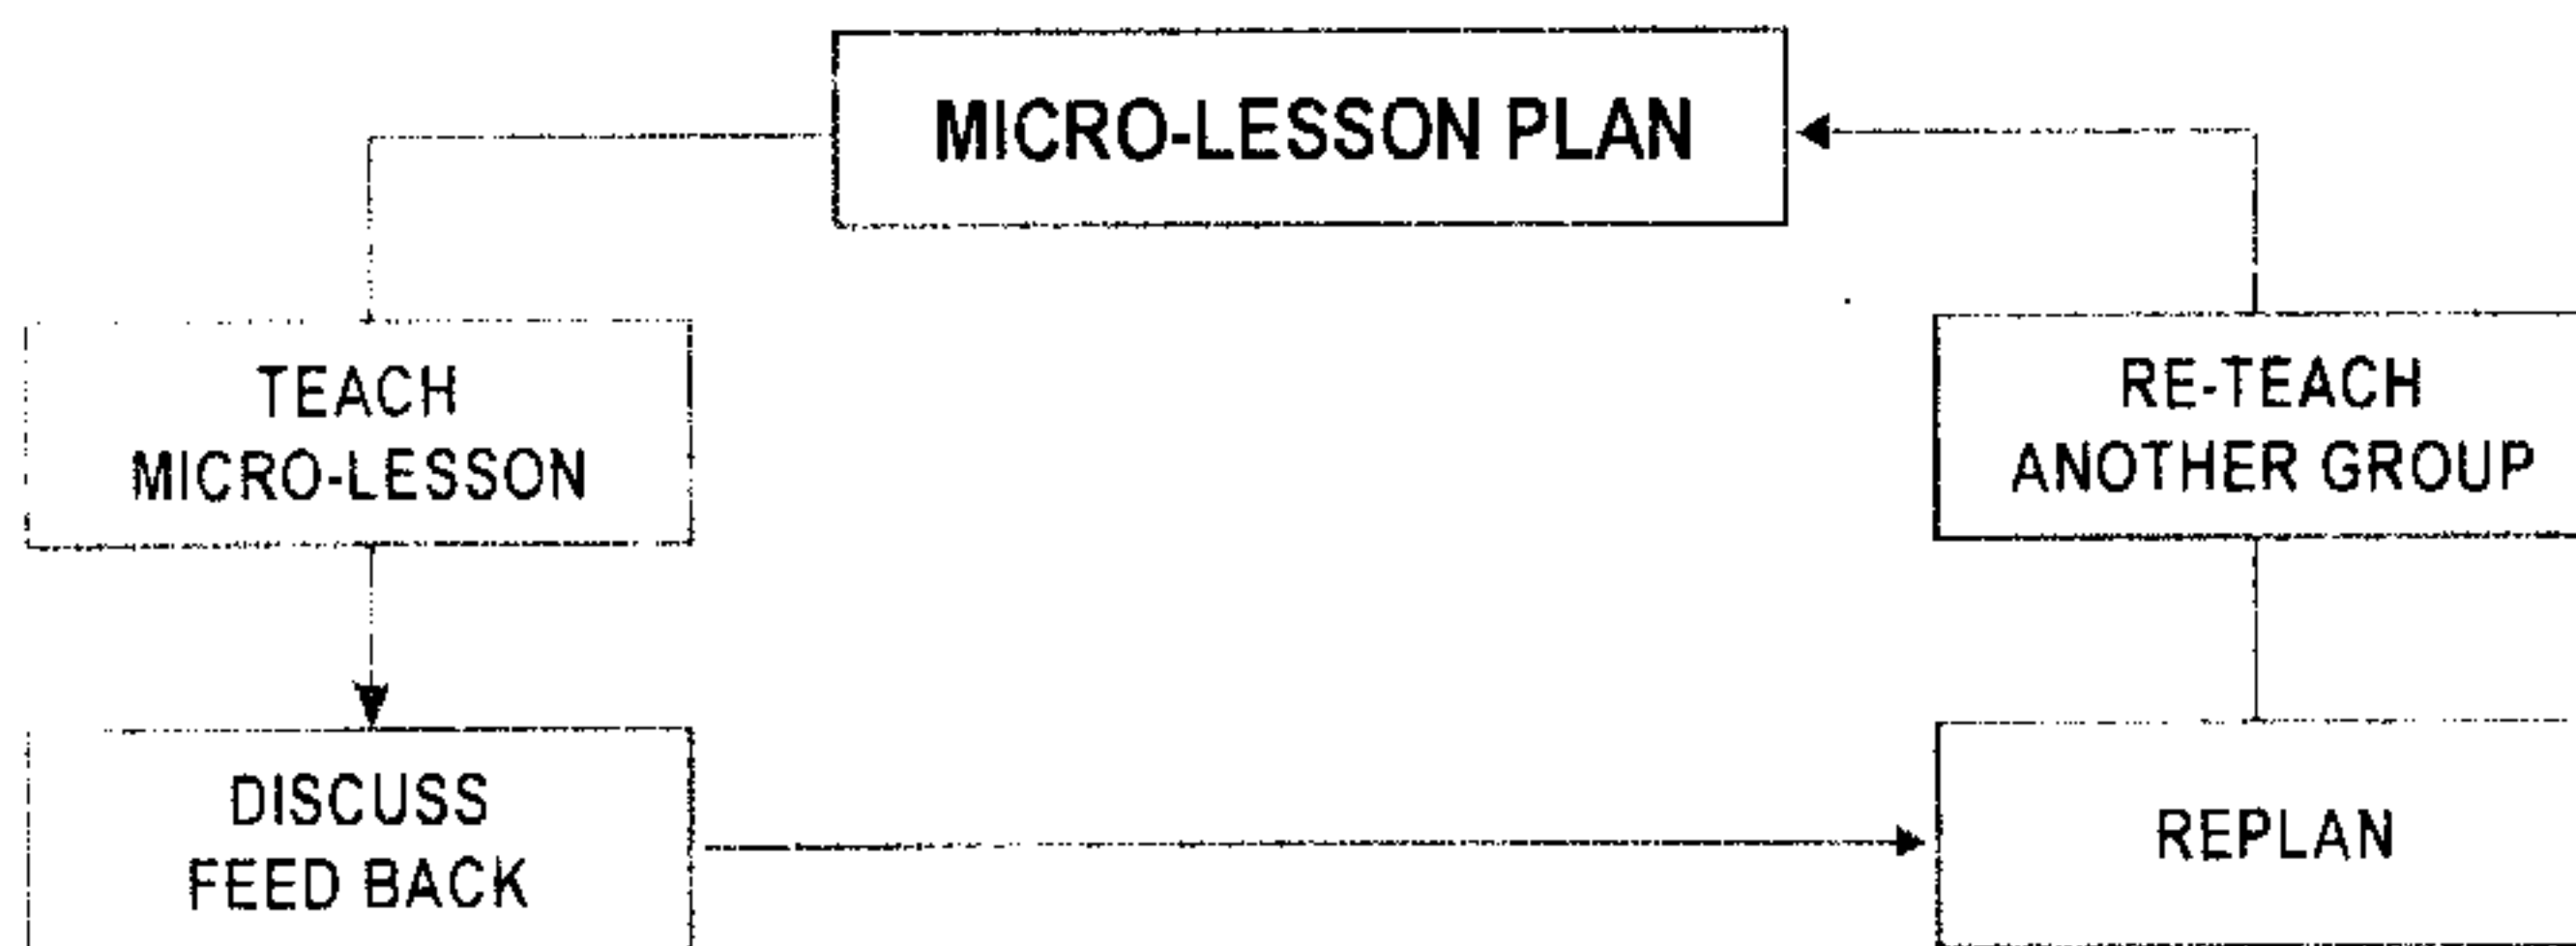 MICRO-LESSON PLAN
TEACH
MICRO-LESSON
RE-TEACH
ANOTHER GROUP
DISCUSS
FEED BACK
REPLAN